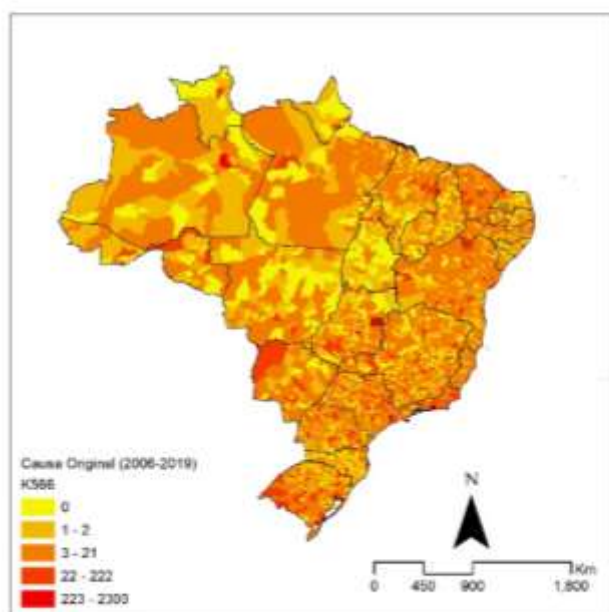 Causa Original (2006-2019)
K566
0
1 - 2
3 - 21
22 - 222
223 - 2303
N
Km
0 450 900 1,800